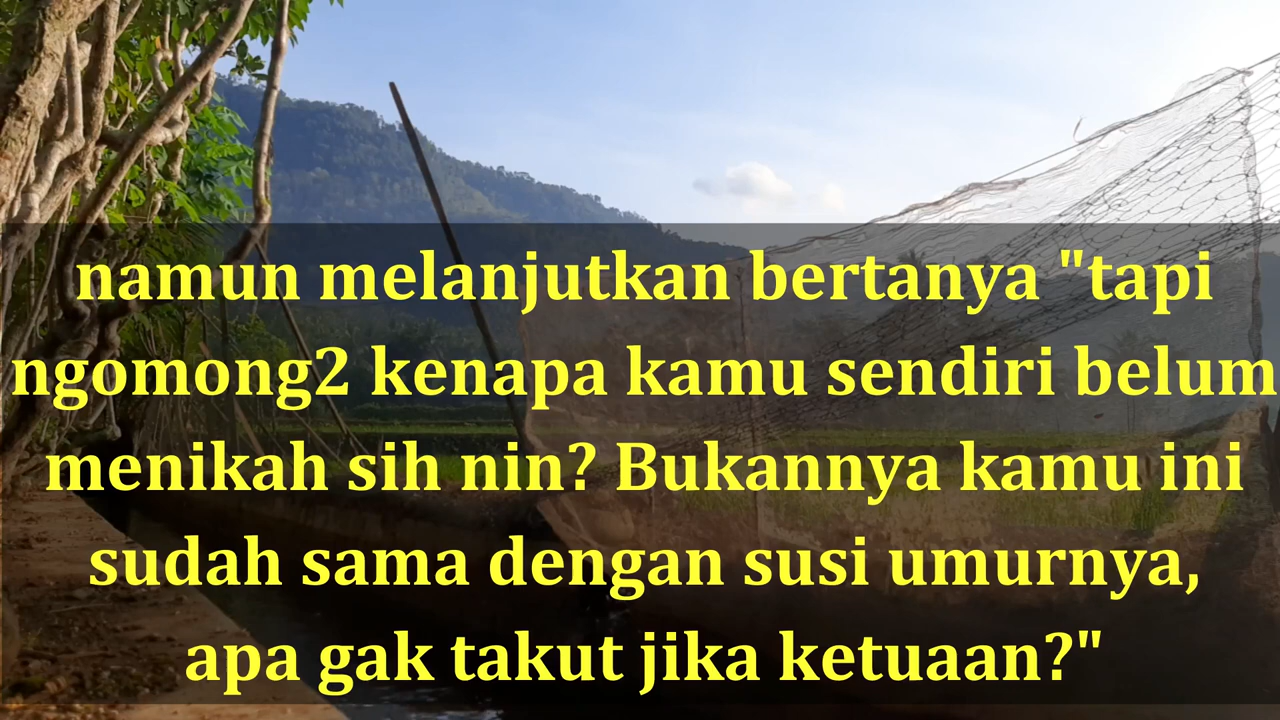 namun melanjutkan bertanya "tapi
ngomong2 kenapa kamu sendiri belum
menikah sih nin? Bukannya kamu ini
sudah sama dengan susi umurnya,
apa gak takut jika ketuaan?"